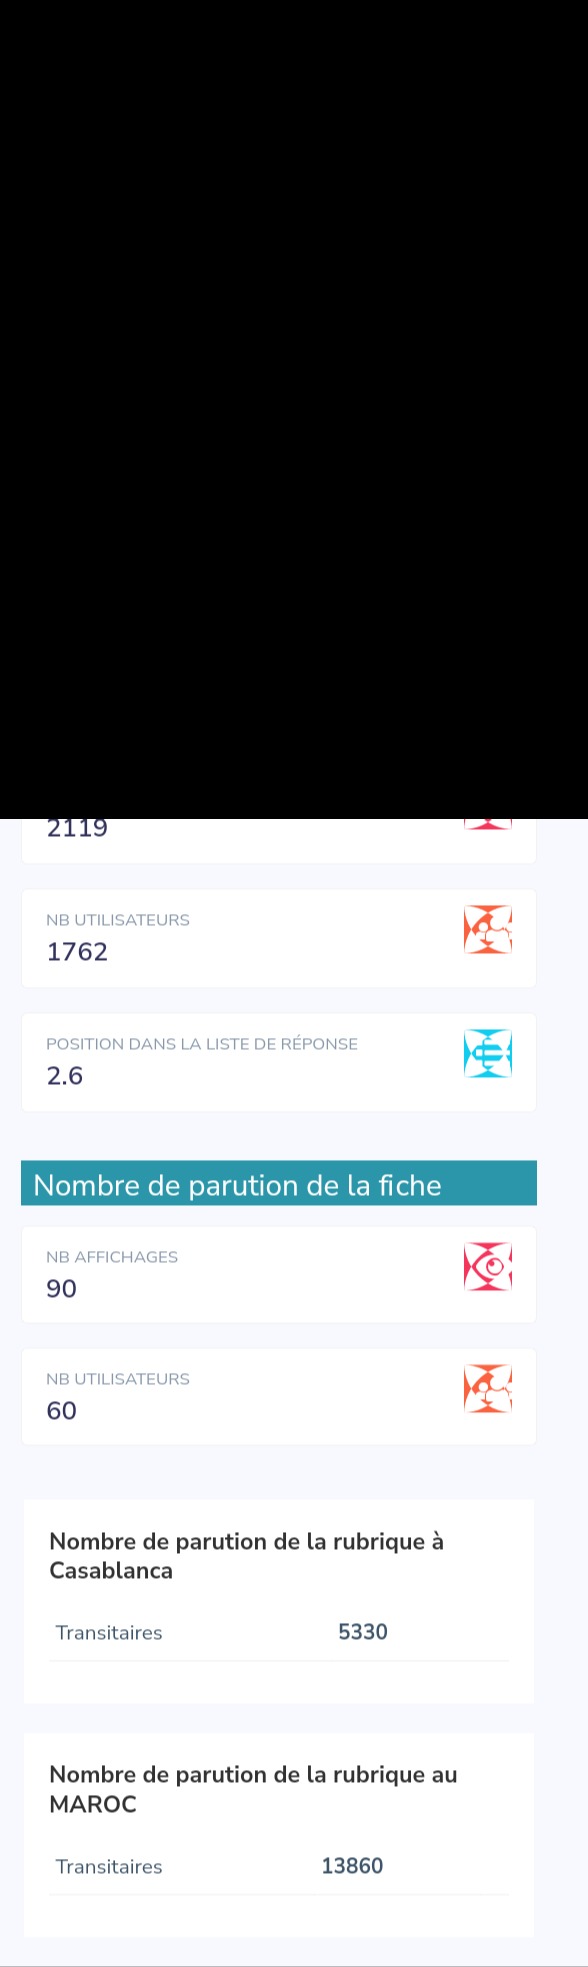 2119
NB UTILISATEURS
1762
POSITION DANS LA LISTE DE RÉPONSE
2.6
Nombre de parution de la fiche
NB AFFICHAGES
90
NB UTILISATEURS
60
Nombre de parution de la rubrique à
Casablanca
Transitaires 5330
Nombre de parution de la rubrique au
MAROC
Transitaires 13860